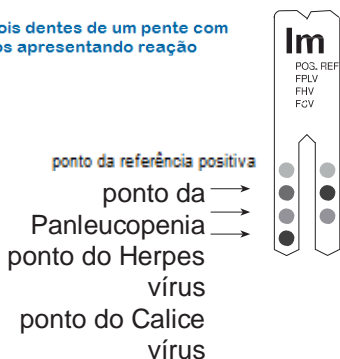 ois dentes de um pente com
os apresentando reação
Im
POS. REF
FPLV
FHV
FCV
ponto da referência positiva
ponto da
Panleucopenia
ponto do Herpes
vírus
ponto do Calice
vírus